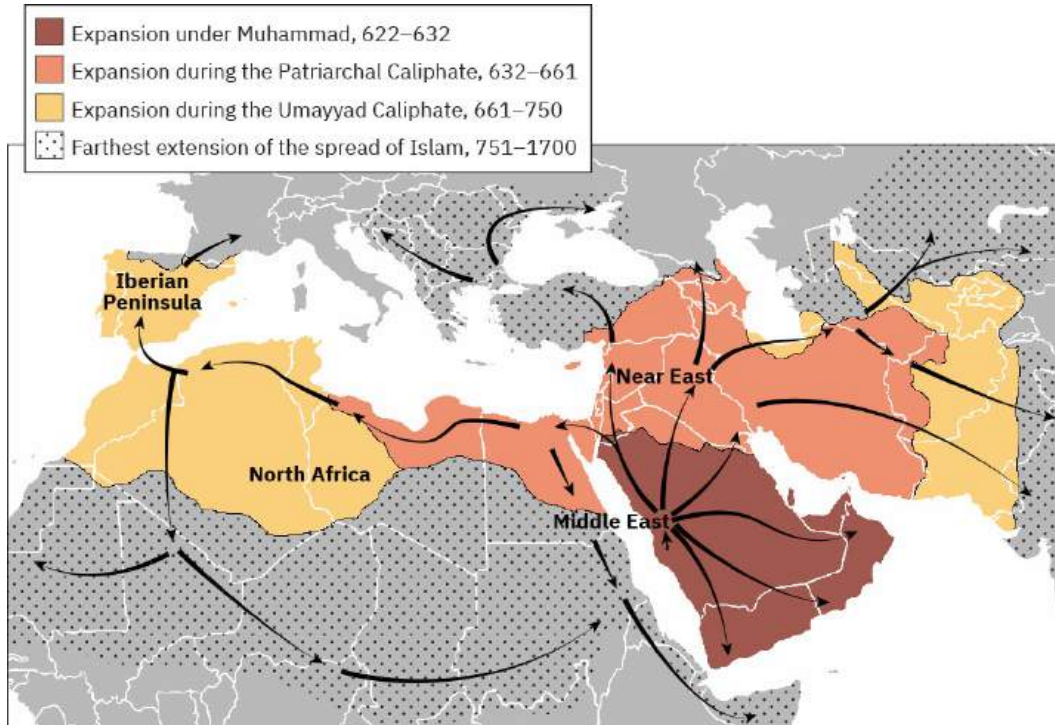 Expansion under Muhammad, 622–632
Expansion during the Patriarchal Caliphate, 632–661
Expansion during the Umayyad Caliphate, 661–750
Farthest extension of the spread of Islam, 751–1700
Iberian
Peninsula
Near East
North Africa
Middle East